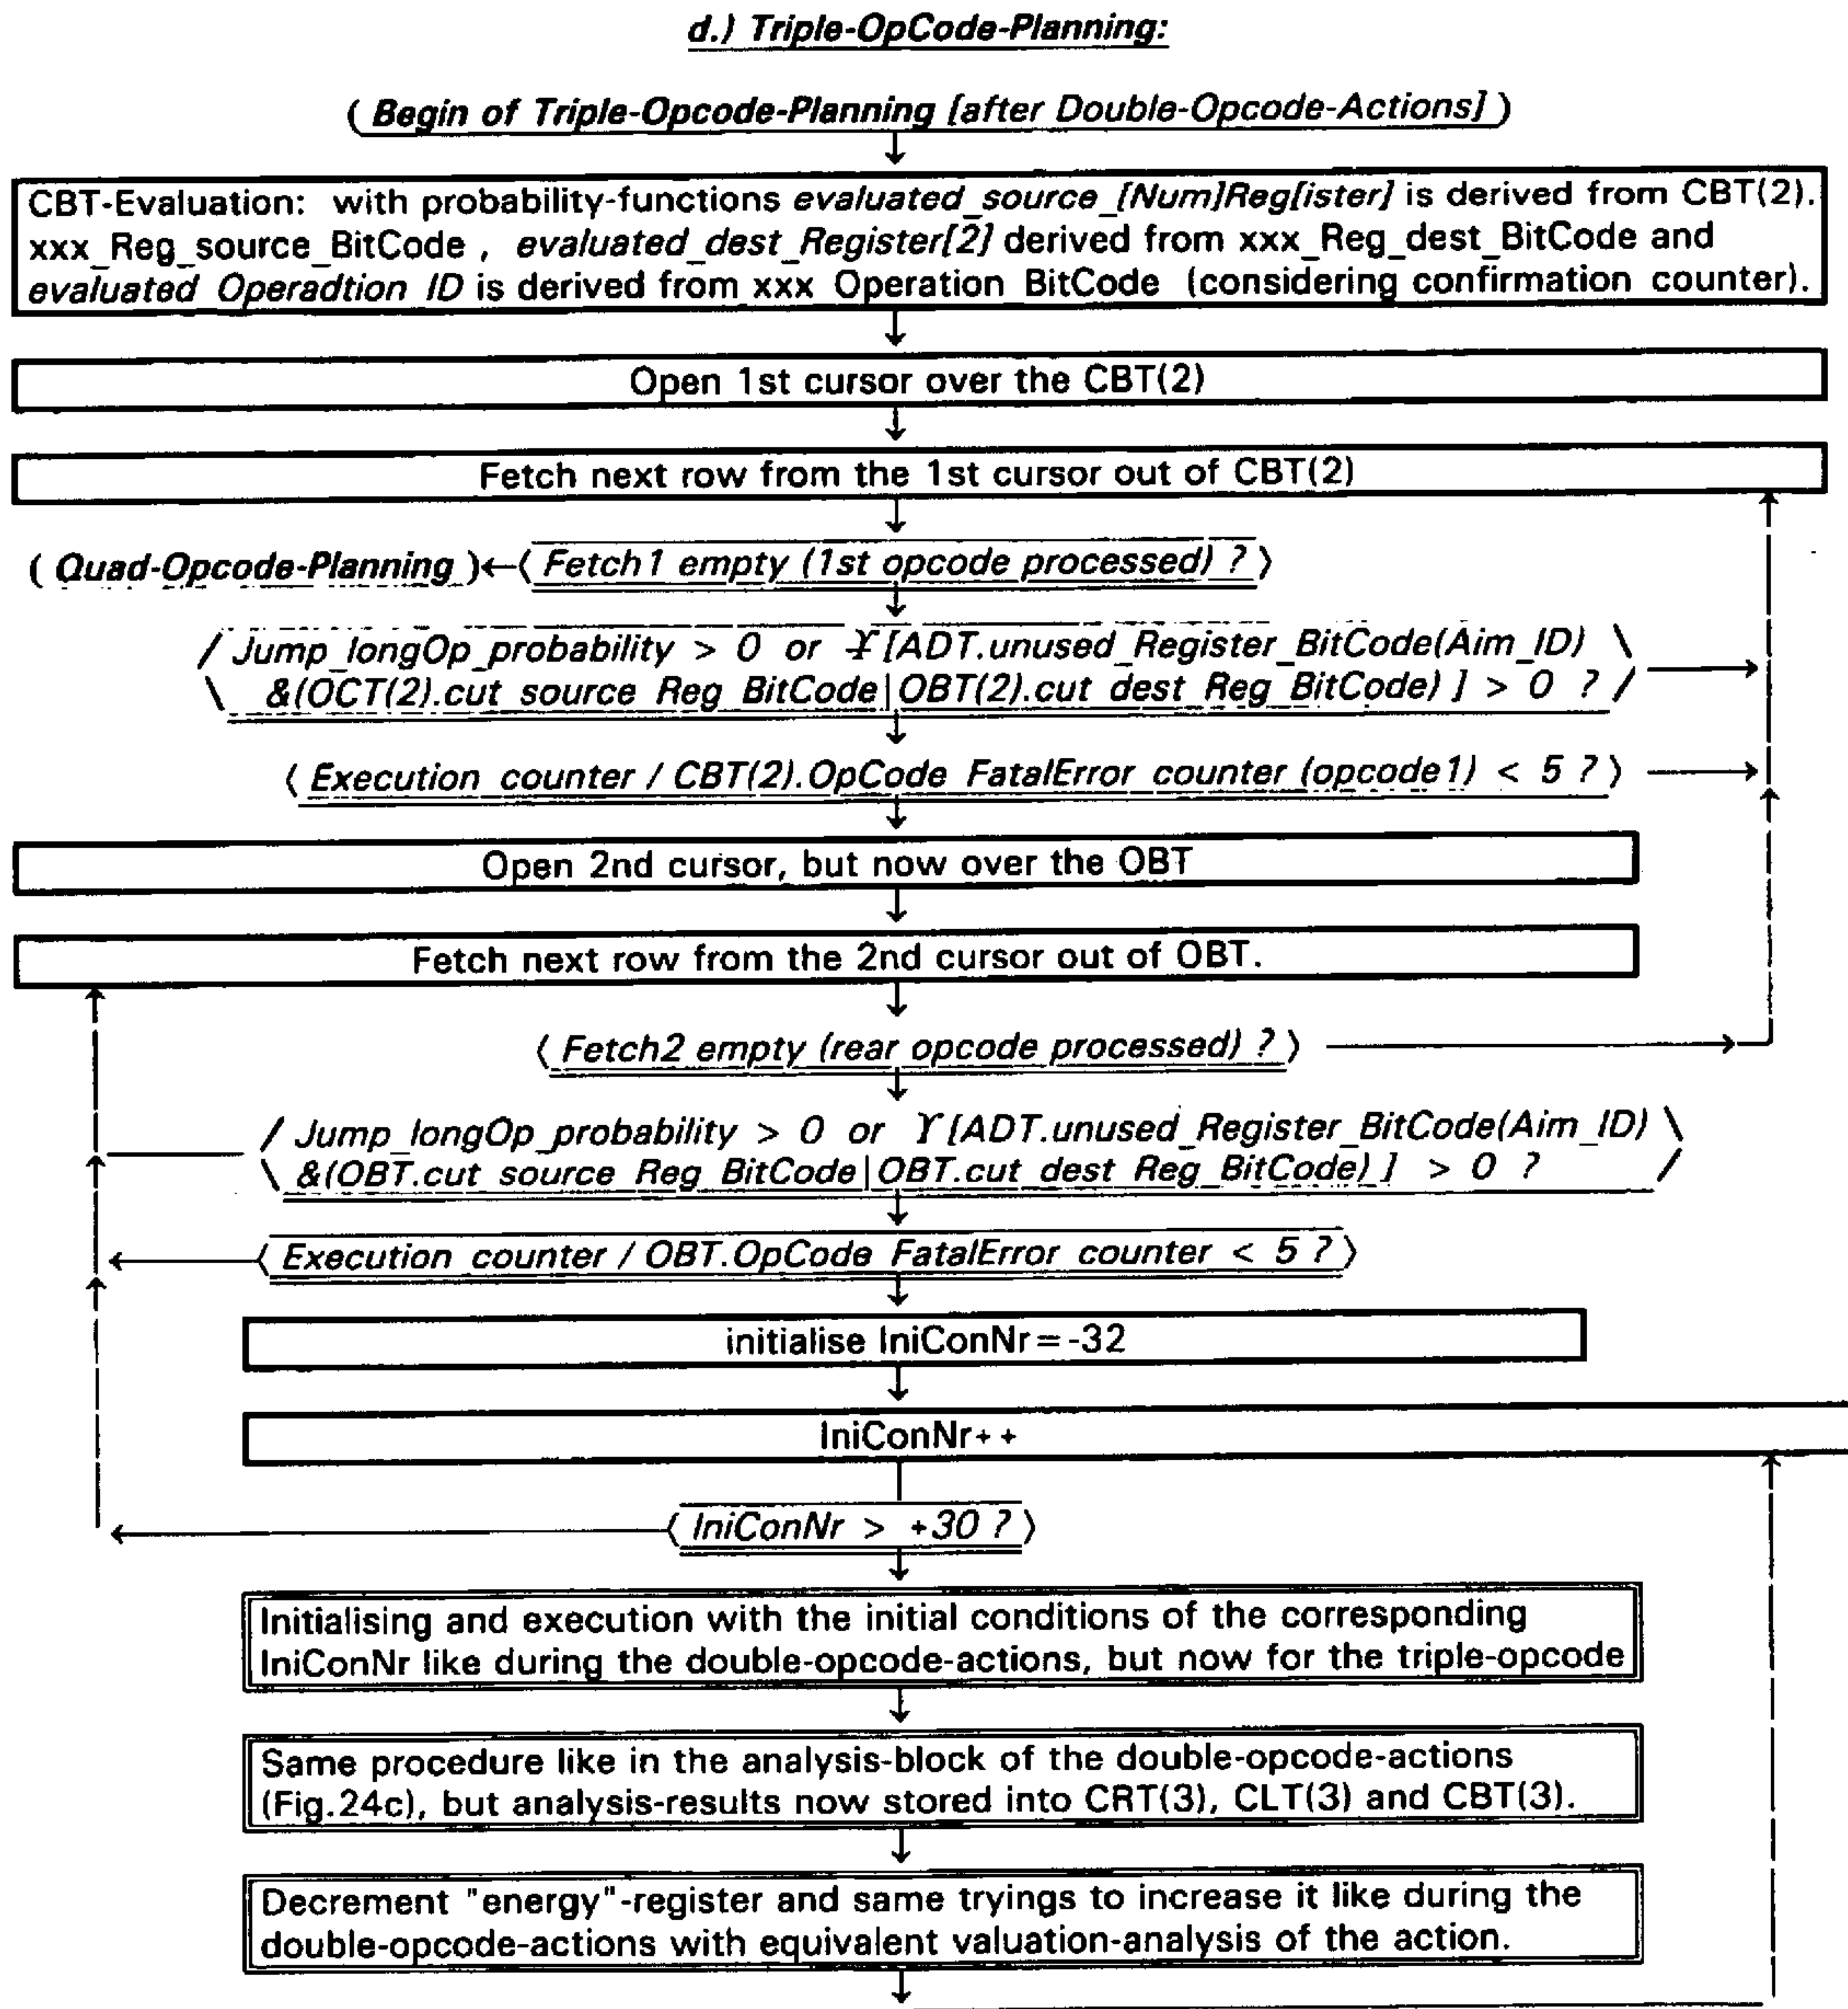 d.) Triple-OpCode-Planning:
( Begin of Triple-Opcode-Planning [after Double-Opcode-Actions] )
CBT-Evaluation: with probability-functions evaluated_source_[Num]Reg[ister] is derived from CBT(2).
xxx_Reg_source_BitCode , evaluated_dest_Register[2] derived from xxx_Reg_dest_BitCode and
evaluated Operadtion ID is derived from xxx Operation BitCode (considering confirmation counter).
Open 1st cursor over the CBT(2)
Fetch next row from the 1st cursor out of CBT(2)
( Quad-Opcode-Planning )←⟨ Fetch1 empty (1st opcode processed) ? ⟩
/ Jump_longOp_probability > 0 or ϒ[ADT.unused_Register_BitCode(Aim_ID) \
\ &(OCT(2).cut_source_Reg_BitCode|OBT(2).cut_dest_Reg_BitCode) ] > 0 ? /
⟨ Execution counter / CBT(2).OpCode FatalError counter (opcode1) < 5 ? ⟩
Open 2nd cursor, but now over the OBT
Fetch next row from the 2nd cursor out of OBT.
⟨ Fetch2 empty (rear opcode processed) ? ⟩
/ Jump_longOp_probability > 0 or ϒ[ADT.unused_Register_BitCode(Aim_ID) \
\ &(OBT.cut_source_Reg_BitCode|OBT.cut_dest_Reg_BitCode) ] > 0 ? /
⟨ Execution counter / OBT.OpCode FatalError counter < 5 ? ⟩
initialise IniConNr=-32
IniConNr++
⟨ IniConNr > +30 ? ⟩
Initialising and execution with the initial conditions of the corresponding
IniConNr like during the double-opcode-actions, but now for the triple-opcode
Same procedure like in the analysis-block of the double-opcode-actions
(Fig.24c), but analysis-results now stored into CRT(3), CLT(3) and CBT(3).
Decrement "energy"-register and same tryings to increase it like during the
double-opcode-actions with equivalent valuation-analysis of the action.